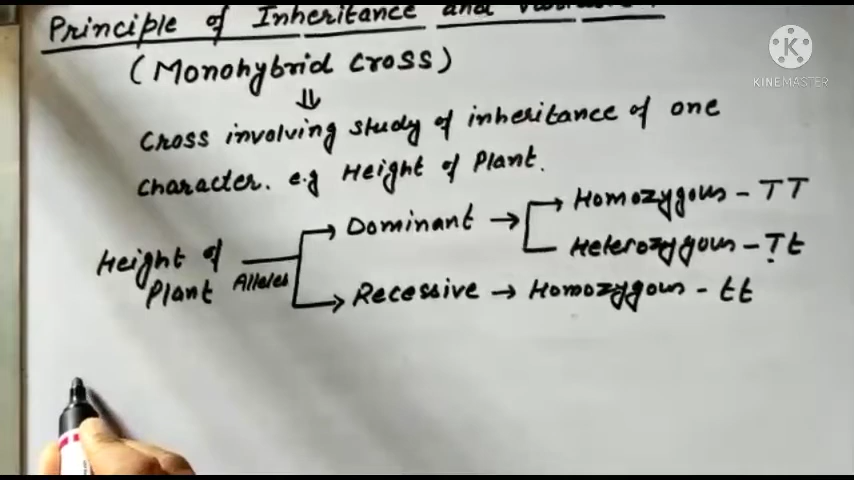 Principle of Inheritance and
(Monohybrid Cross)
⇓
Cross involving study of inheritance of one
character. e.g Height of Plant.
Height of Plant
Alleles
→ Dominant → Homozygous - TT
Heterozygous - Tt
→ Recessive → Homozygous - tt
K
KINEMASTER